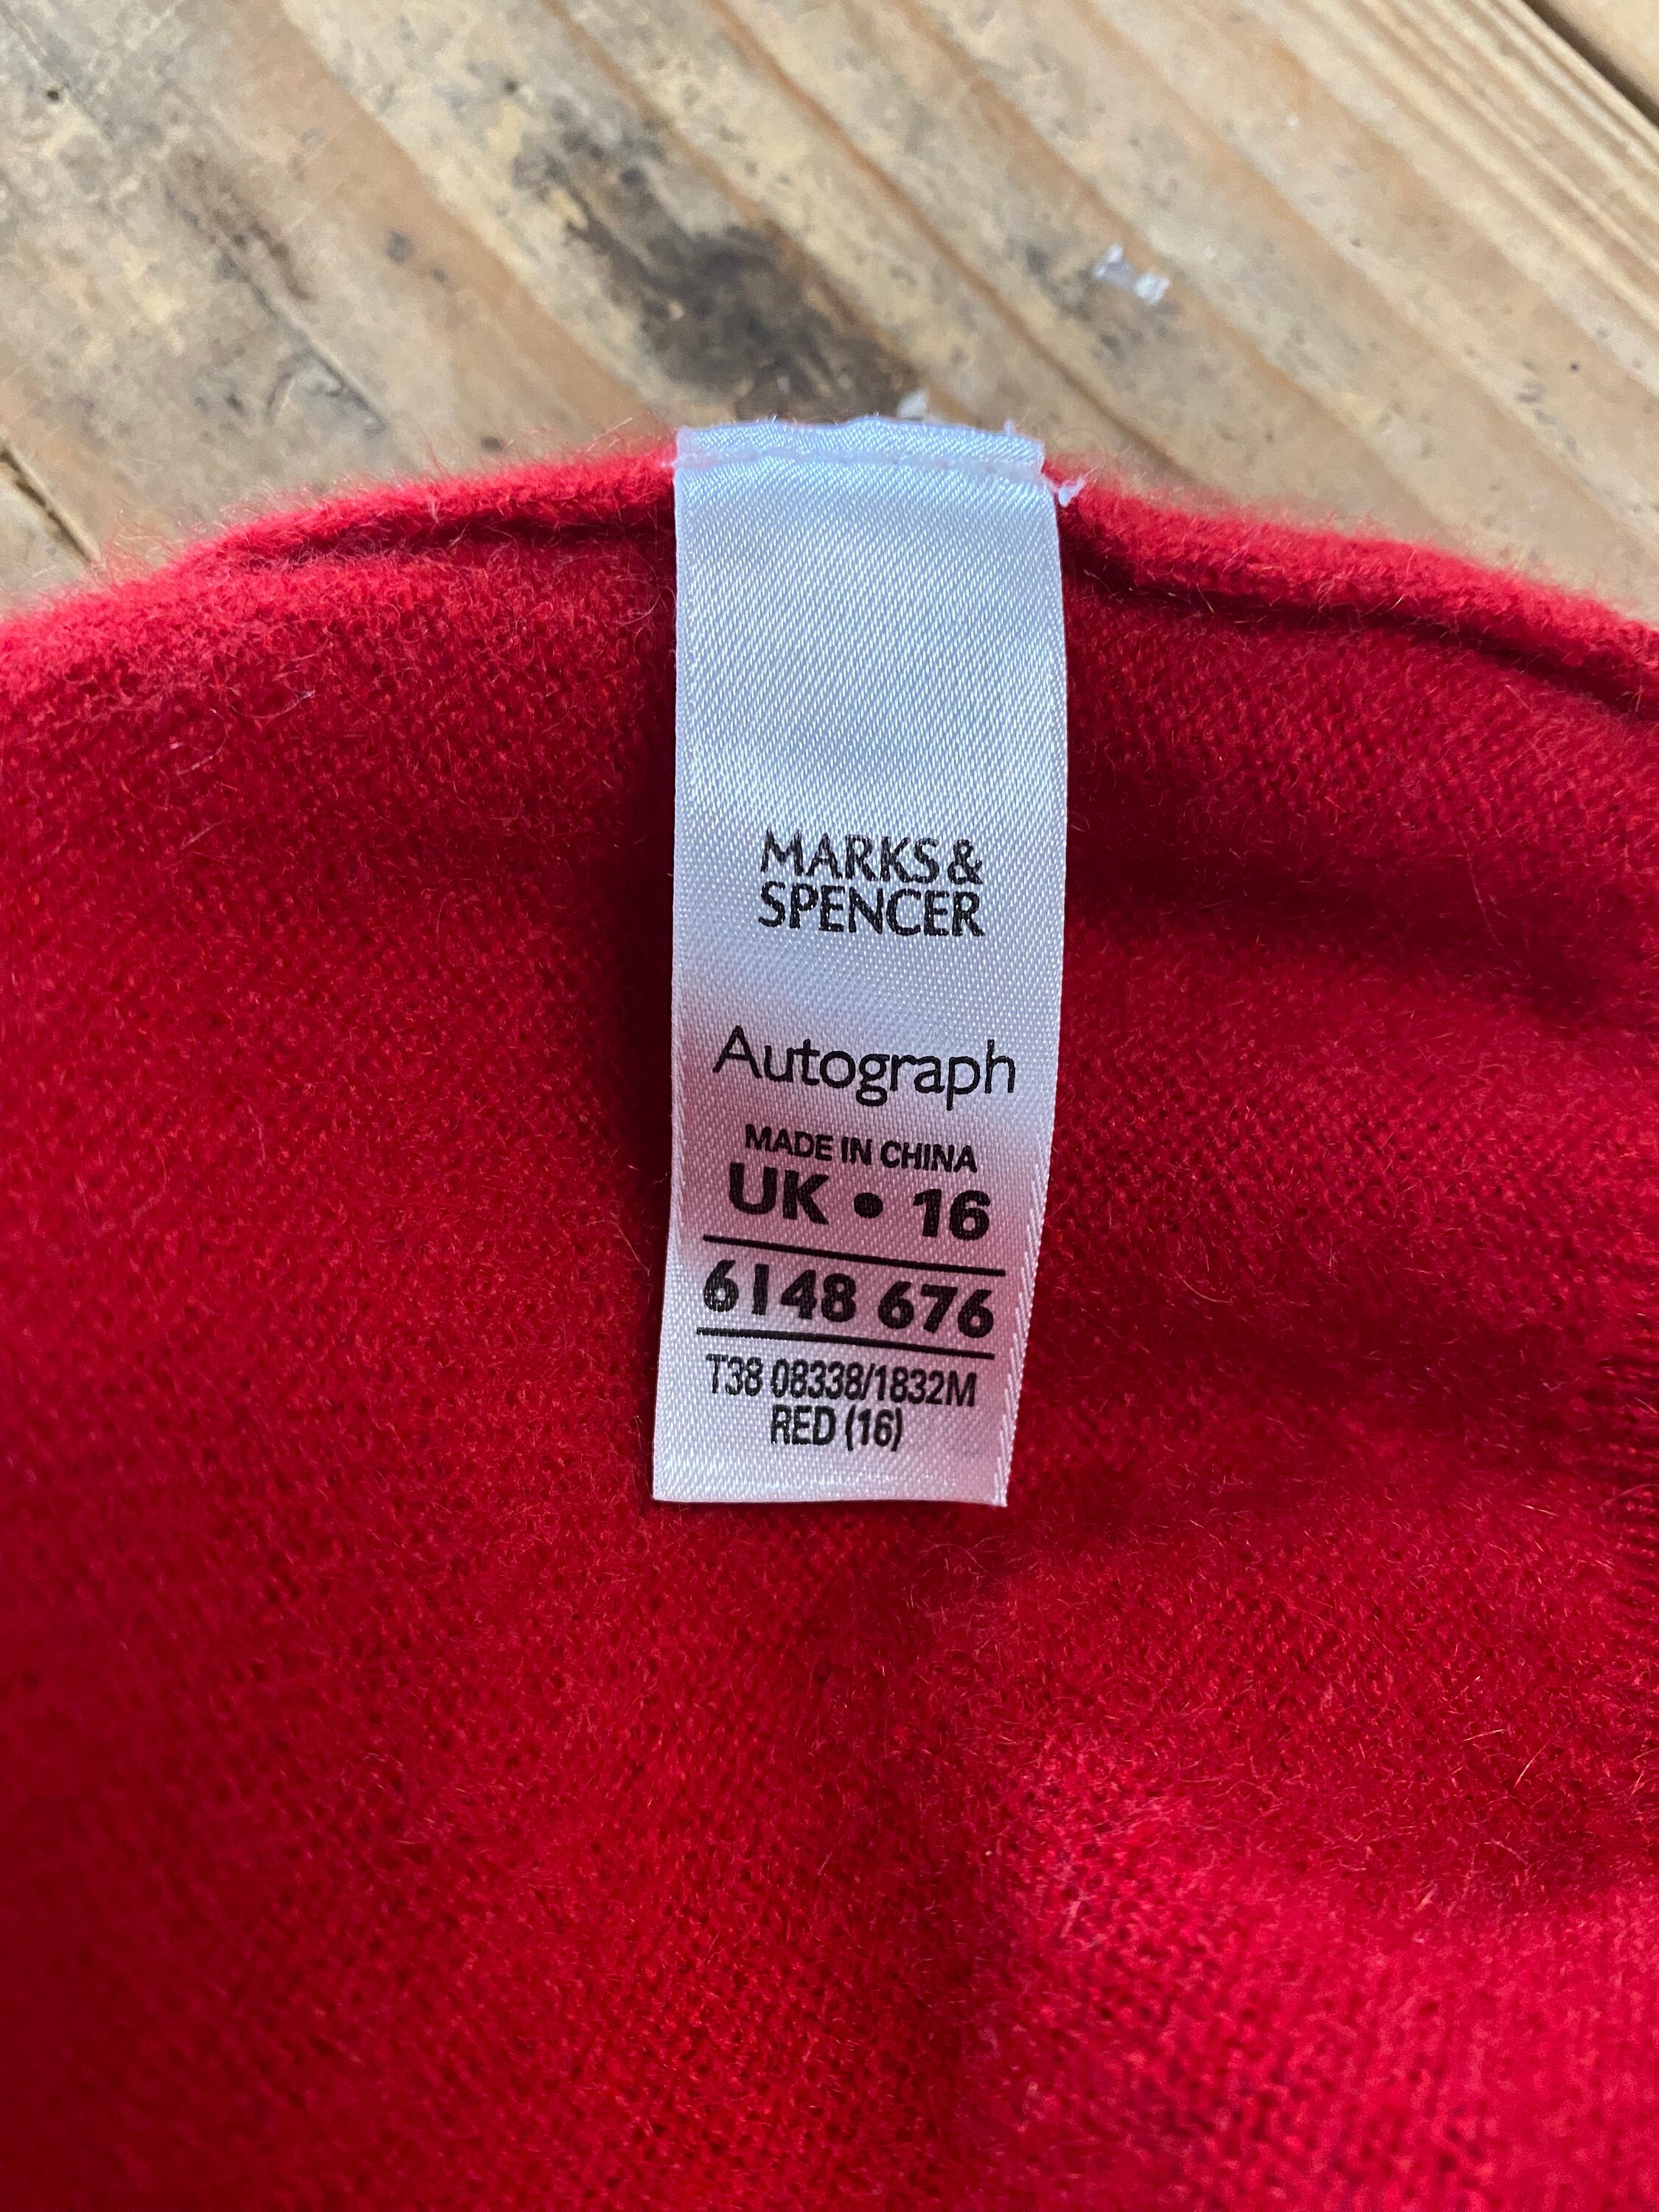 MARKS &
SPENCER
Autograph
MADE IN CHINA
UK • 16
6148 676
T38 08338/1832M
RED (16)